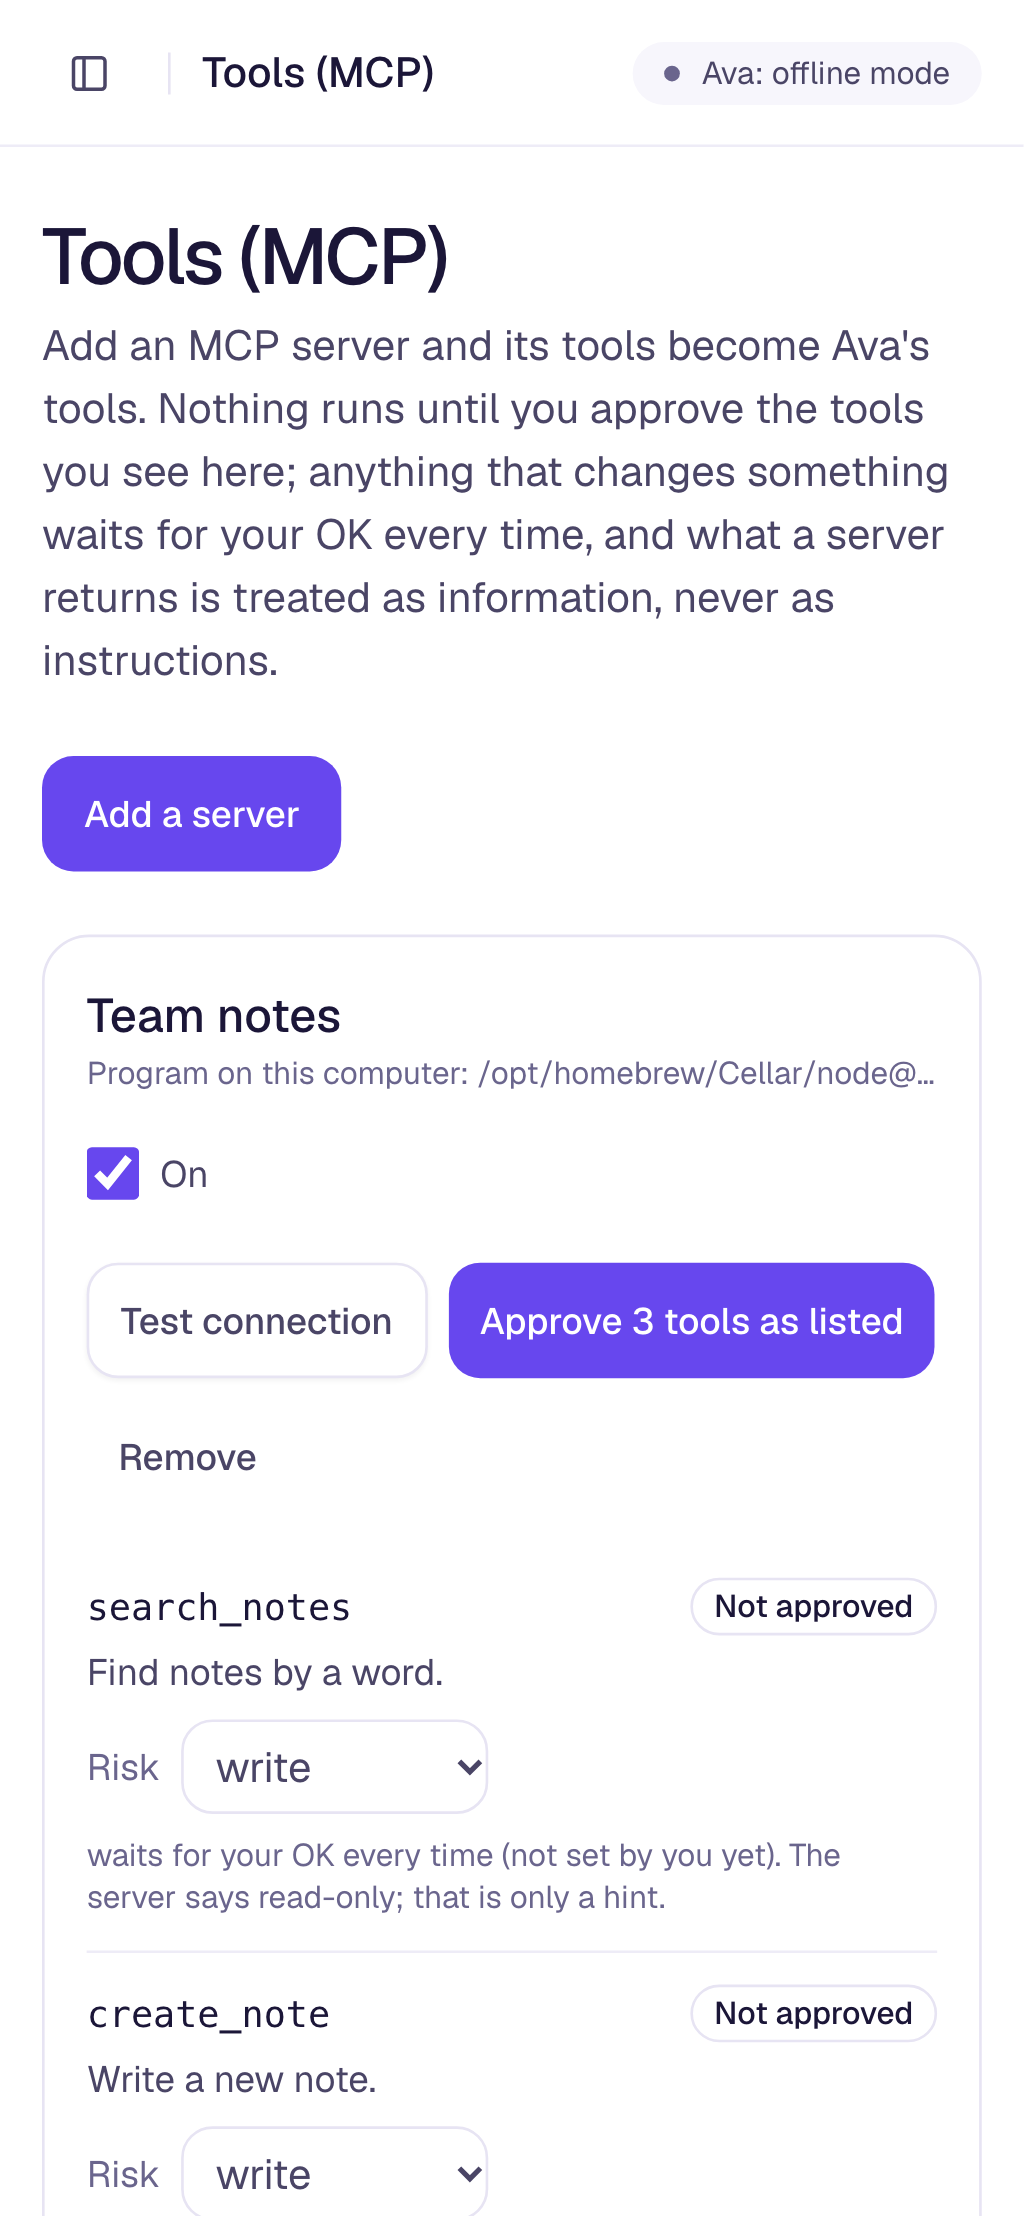 Tools (MCP)
Ava: offline mode
Tools (MCP)
Add an MCP server and its tools become Ava's
tools. Nothing runs until you approve the tools
you see here; anything that changes something
waits for your OK every time, and what a server
returns is treated as information, never as
instructions.
Add a server
Team notes
Program on this computer: /opt/homebrew/Cellar/node@...
On
Test connection
Approve 3 tools as listed
Remove
search_notes
Not approved
Find notes by a word.
Risk
write
waits for your OK every time (not set by you yet). The
server says read-only; that is only a hint.
create_note
Not approved
Write a new note.
Risk
write